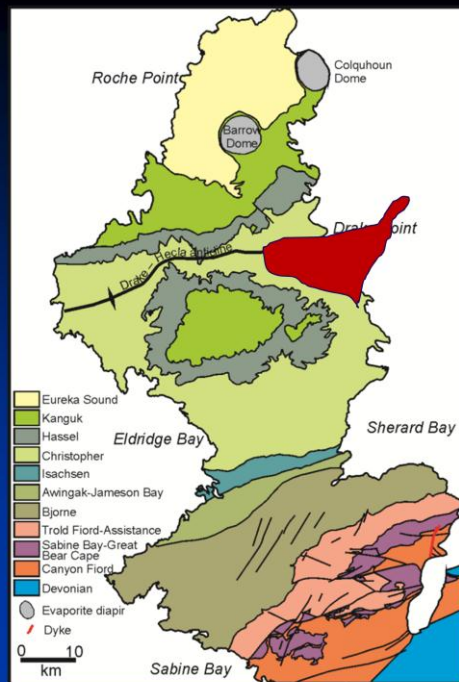 Roche Point
Colquhoun
Dome
Barrow
Dome
Drake Point
Drake - Hecla anticline
Eldridge Bay
Sherard Bay
Eureka Sound
Kanguk
Hassel
Christopher
Isachsen
Awingak-Jameson Bay
Bjorne
Trold Fiord-Assistance
Sabine Bay-Great
Bear Cape
Canyon Fiord
Devonian
Evaporite diapir
Dyke
0 10
km
Sabine Bay